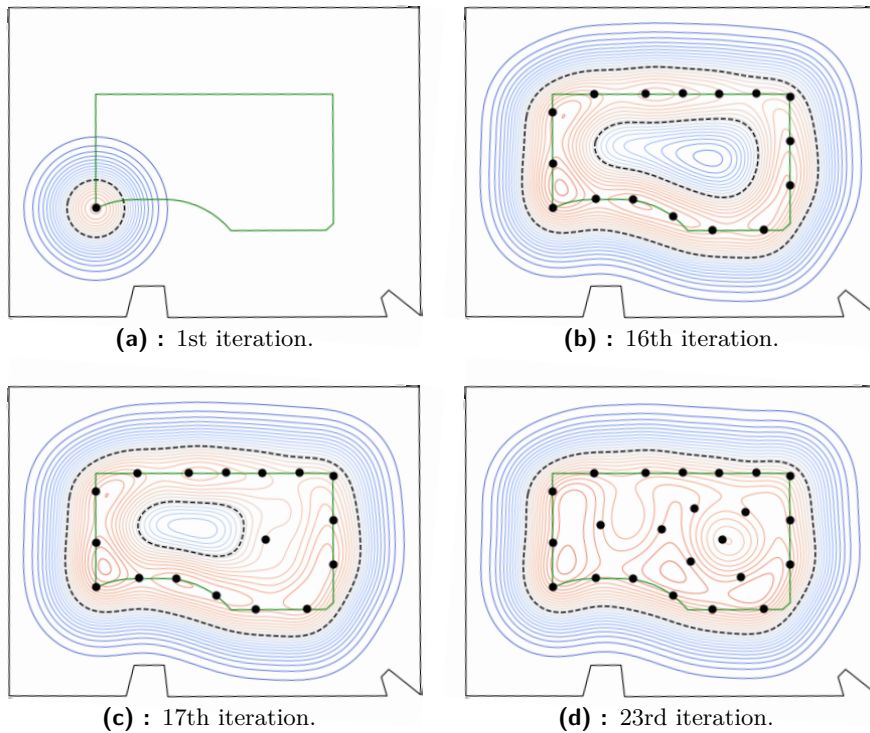 (a) : 1st iteration.
(b) : 16th iteration.
(c) : 17th iteration.
(d) : 23rd iteration.